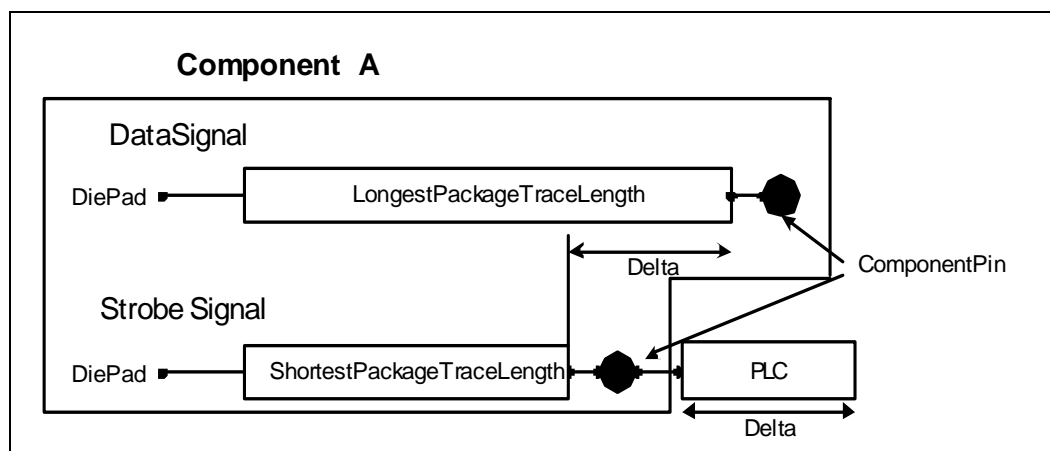 Component A
DataSignal
DiePad
LongestPackageTraceLength
Delta
ComponentPin
Strobe Signal
DiePad
ShortestPackageTraceLength
PLC
Delta